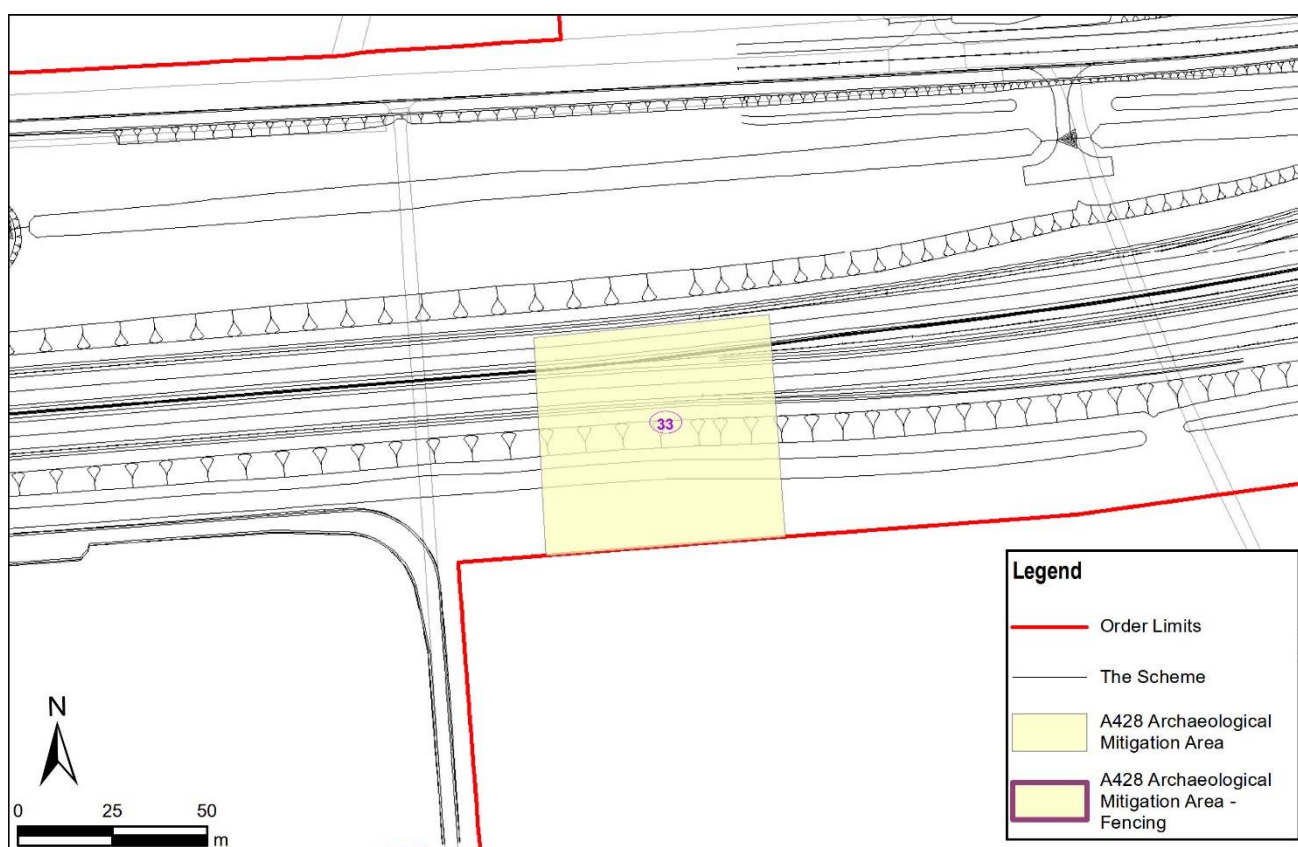 33
Legend
Order Limits
The Scheme
A428 Archaeological
Mitigation Area
A428 Archaeological
Mitigation Area -
Fencing
N
0 25 50
m